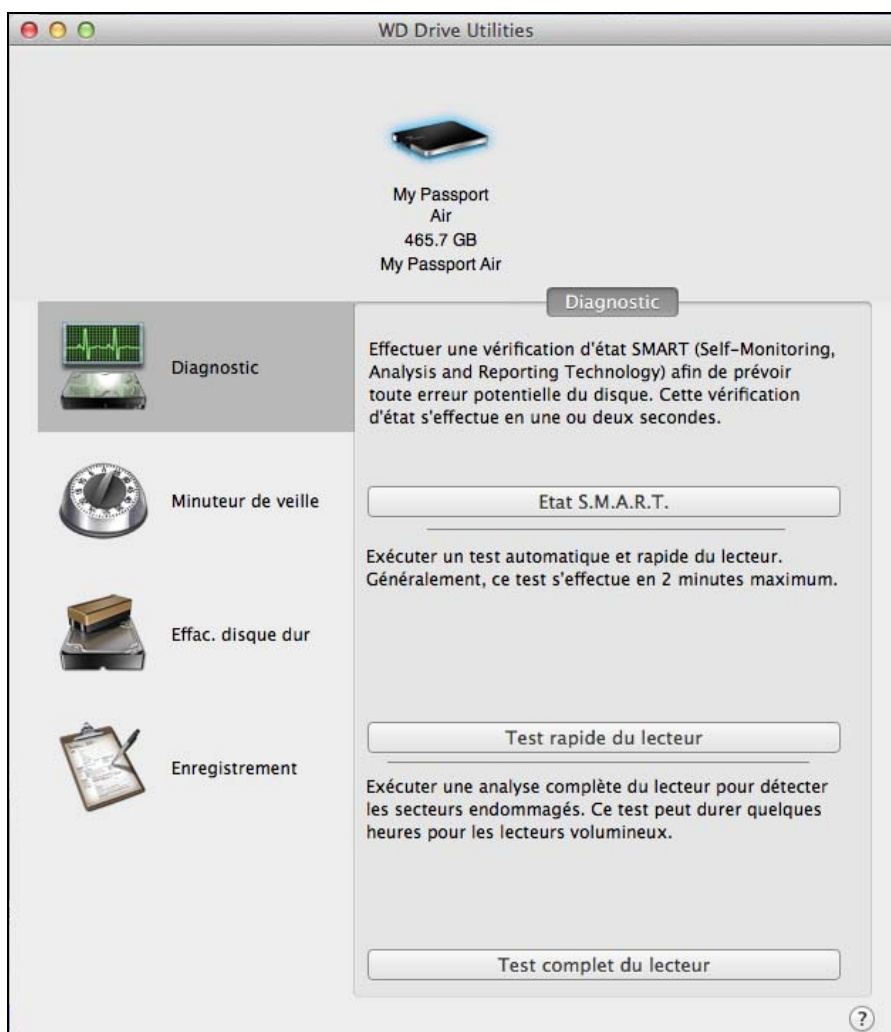 WD Drive Utilities
My Passport
Air
465.7 GB
My Passport Air
Diagnostic
Minuteur de veille
Effac. disque dur
Enregistrement
Diagnostic
Effectuer une vérification d'état SMART (Self-Monitoring,
Analysis and Reporting Technology) afin de prévoir
toute erreur potentielle du disque. Cette vérification
d'état s'effectue en une ou deux secondes.
Etat S.M.A.R.T.
Exécuter un test automatique et rapide du lecteur.
Généralement, ce test s'effectue en 2 minutes maximum.
Test rapide du lecteur
Exécuter une analyse complète du lecteur pour détecter
les secteurs endommagés. Ce test peut durer quelques
heures pour les lecteurs volumineux.
Test complet du lecteur
?